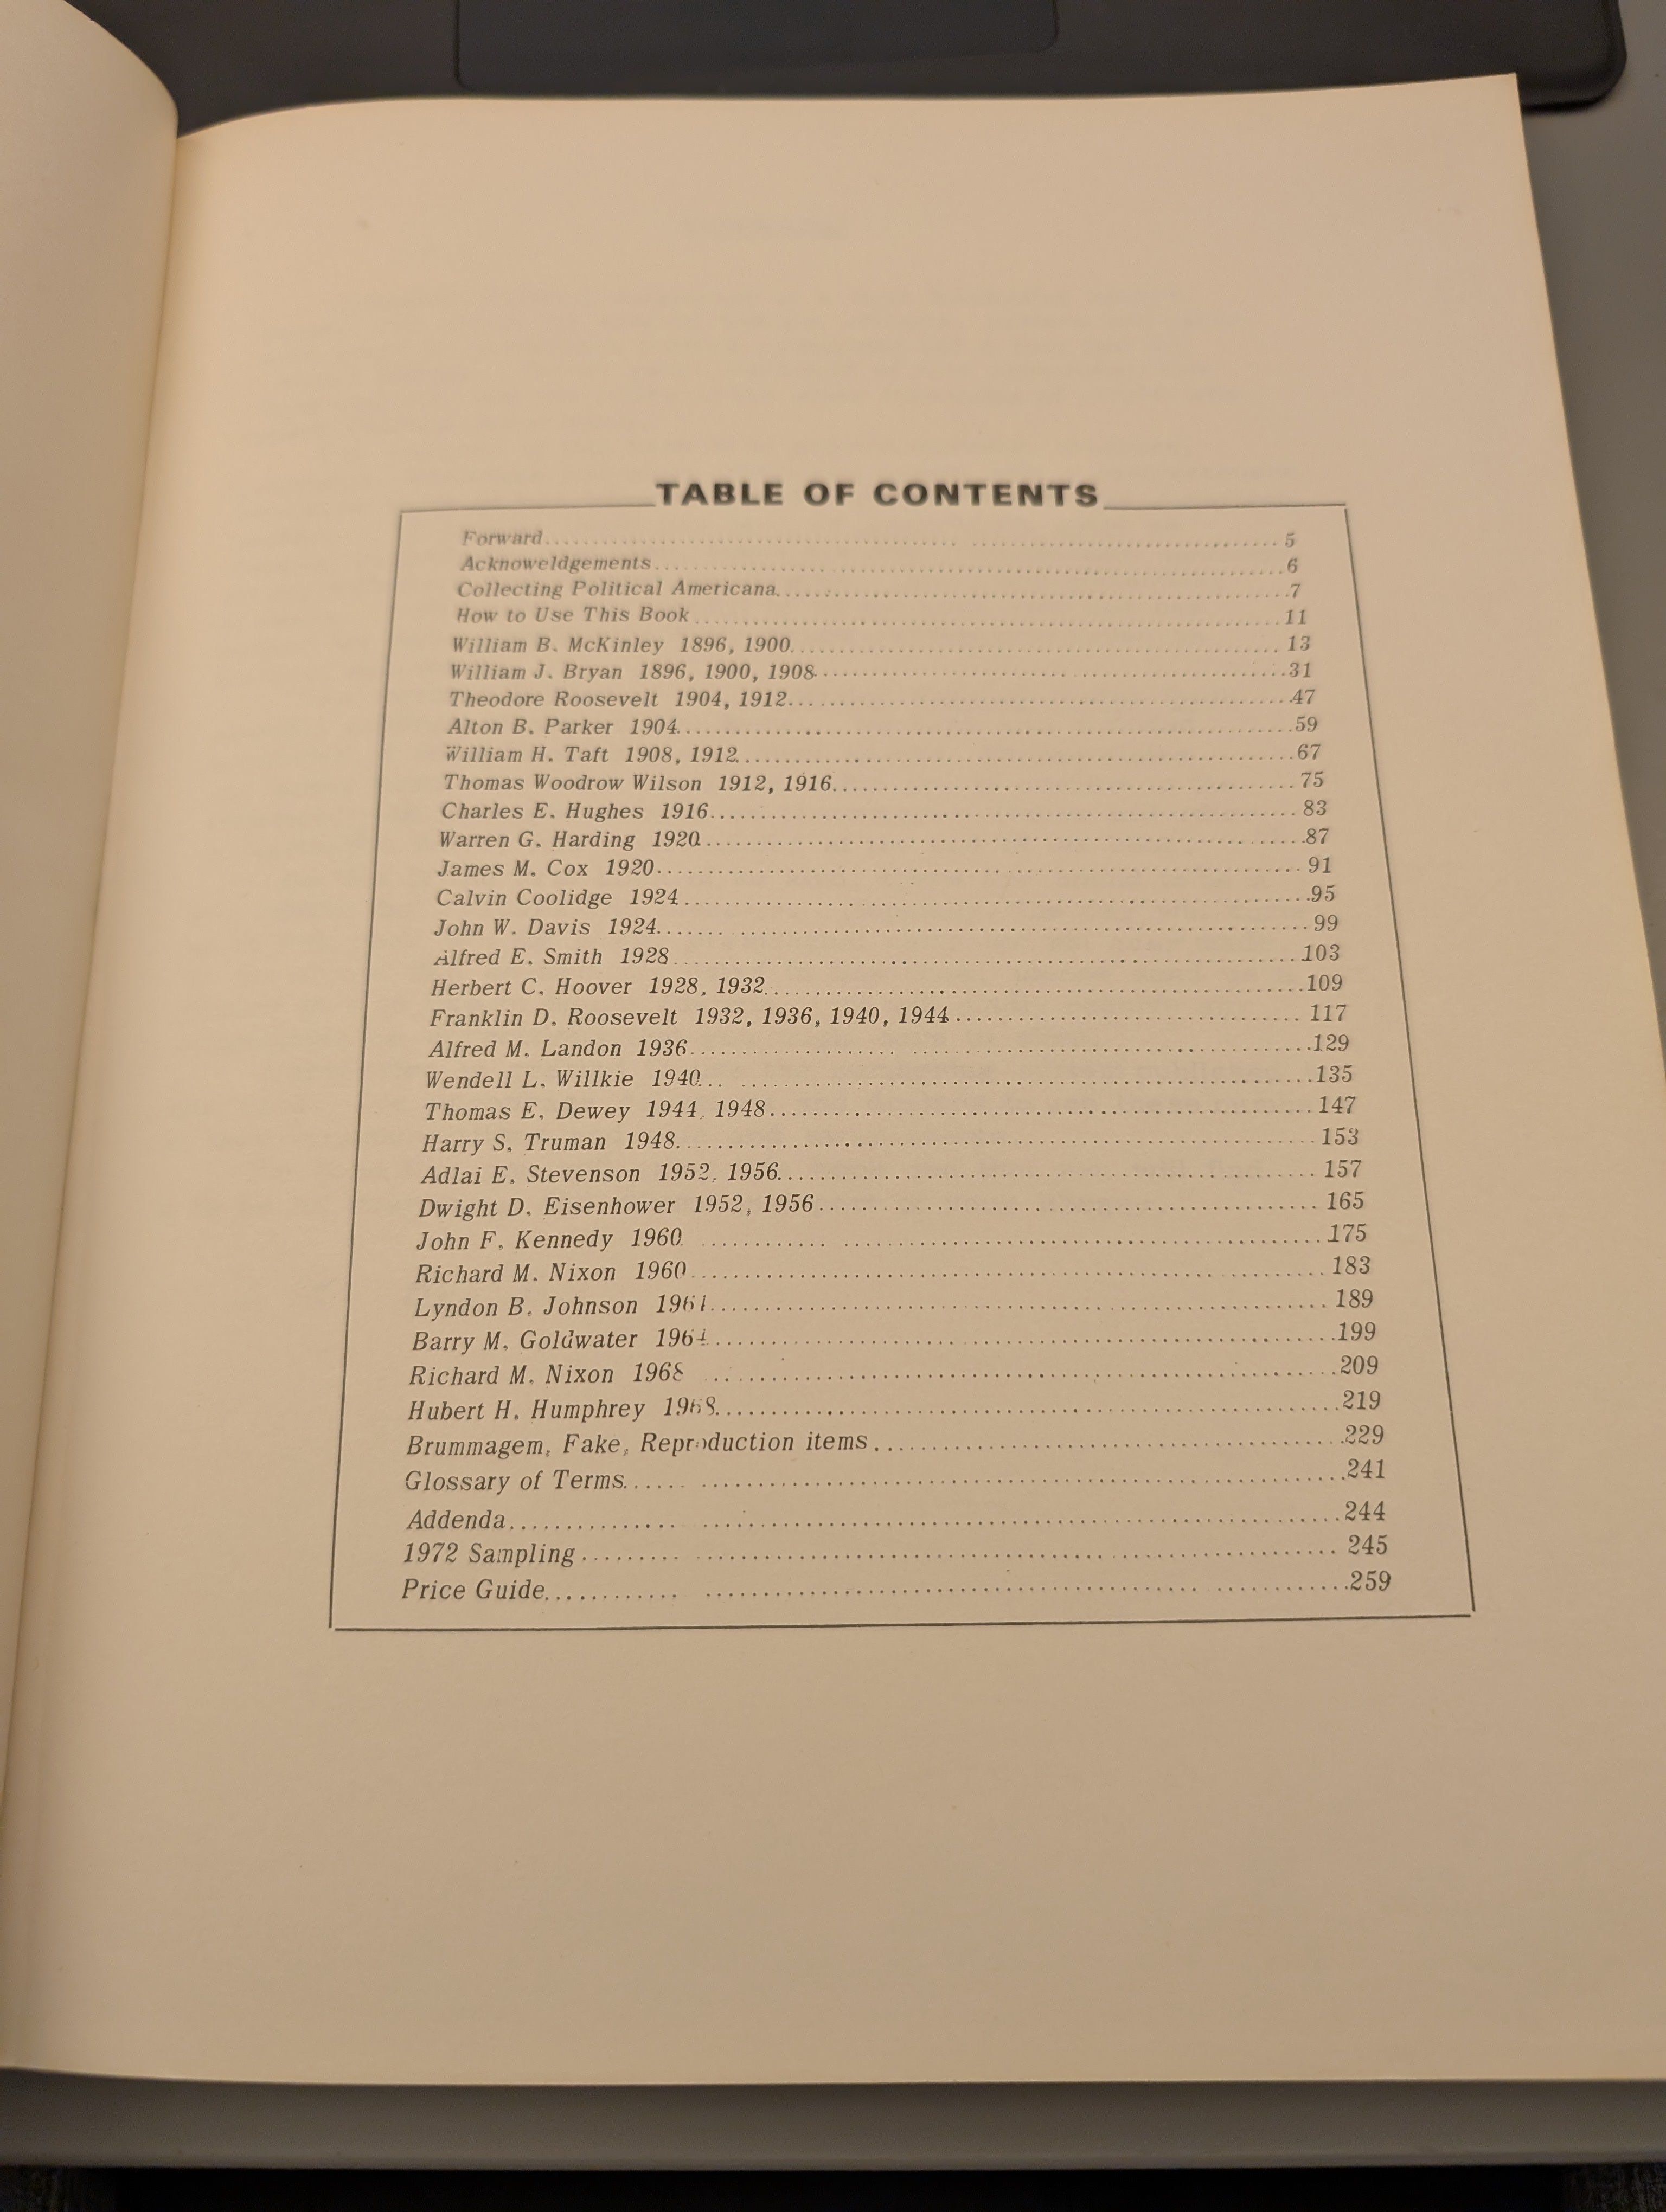 TABLE OF CONTENTS
Forward 5
Acknoweldgements 6
Collecting Political Americana 7
How to Use This Book 11
William B. McKinley 1896, 1900 13
William J. Bryan 1896, 1900, 1908 31
Theodore Roosevelt 1904, 1912 47
Alton B. Parker 1904 59
William H. Taft 1908, 1912 67
Thomas Woodrow Wilson 1912, 1916 75
Charles E. Hughes 1916 83
Warren G. Harding 1920 87
James M. Cox 1920 91
Calvin Coolidge 1924 95
John W. Davis 1924 99
Alfred E. Smith 1928 103
Herbert C. Hoover 1928, 1932 109
Franklin D. Roosevelt 1932, 1936, 1940, 1944 117
Alfred M. Landon 1936 129
Wendell L. Willkie 1940 135
Thomas E. Dewey 1944, 1948 147
Harry S. Truman 1948 153
Adlai E. Stevenson 1952, 1956 157
Dwight D. Eisenhower 1952, 1956 165
John F. Kennedy 1960 175
Richard M. Nixon 1960 183
Lyndon B. Johnson 1964 189
Barry M. Goldwater 1964 199
Richard M. Nixon 1968 209
Hubert H. Humphrey 1968 219
Brummagem, Fake, Reproduction items 229
Glossary of Terms 241
Addenda 244
1972 Sampling 245
Price Guide 259